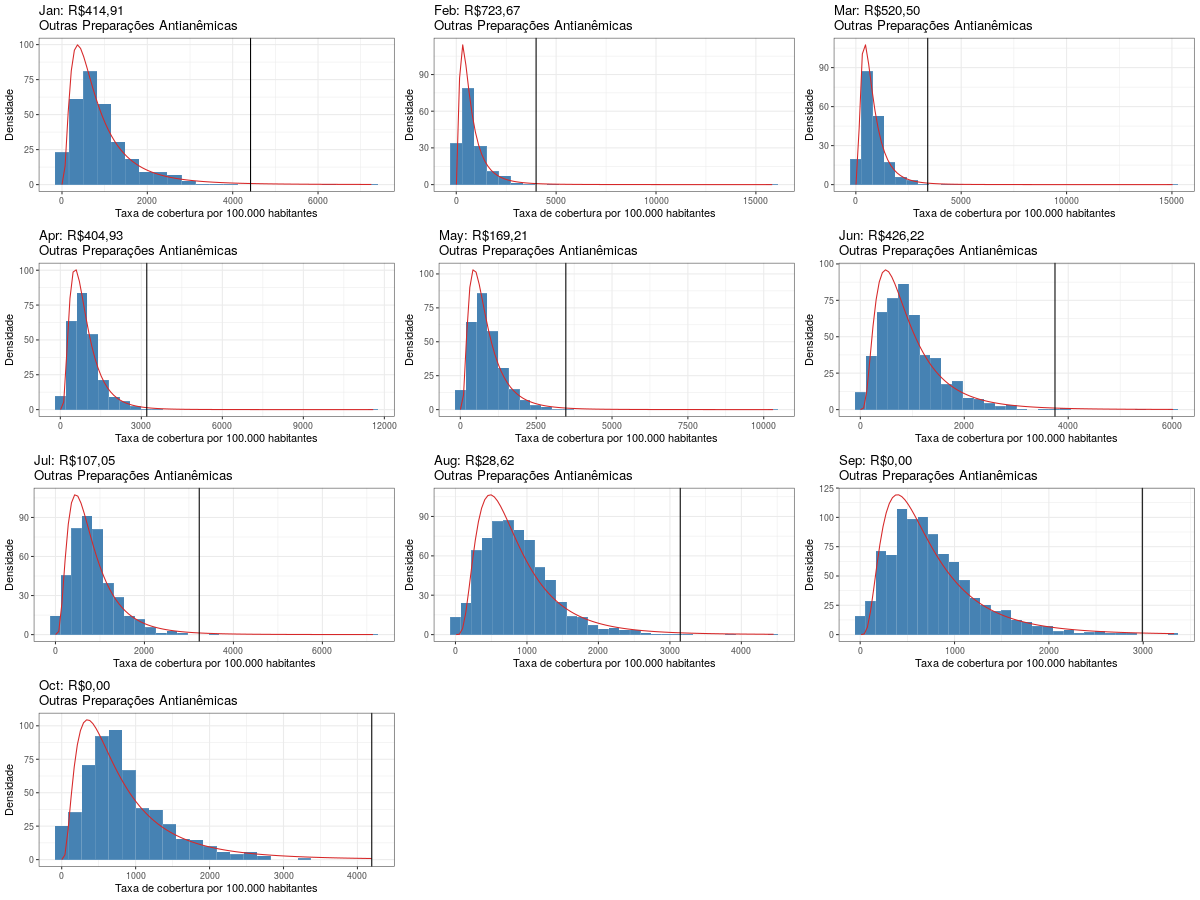 Jan: R$414,91
Outras Preparações Antianêmicas
Densidade
100
75
50
25
0
0 2000 4000 6000
Taxa de cobertura por 100.000 habitantes
Feb: R$723,67
Outras Preparações Antianêmicas
Densidade
90
60
30
0
0 5000 10000 15000
Taxa de cobertura por 100.000 habitantes
Mar: R$520,50
Outras Preparações Antianêmicas
Densidade
90
60
30
0
0 5000 10000 15000
Taxa de cobertura por 100.000 habitantes
Apr: R$404,93
Outras Preparações Antianêmicas
Densidade
100
75
50
25
0
0 3000 6000 9000 12000
Taxa de cobertura por 100.000 habitantes
May: R$169,21
Outras Preparações Antianêmicas
Densidade
100
75
50
25
0
0 2500 5000 7500 10000
Taxa de cobertura por 100.000 habitantes
Jun: R$426,22
Outras Preparações Antianêmicas
Densidade
100
75
50
25
0
0 2000 4000 6000
Taxa de cobertura por 100.000 habitantes
Jul: R$107,05
Outras Preparações Antianêmicas
Densidade
90
60
30
0
0 2000 4000 6000
Taxa de cobertura por 100.000 habitantes
Aug: R$28,62
Outras Preparações Antianêmicas
Densidade
90
60
30
0
0 1000 2000 3000 4000
Taxa de cobertura por 100.000 habitantes
Sep: R$0,00
Outras Preparações Antianêmicas
Densidade
125
100
75
50
25
0
0 1000 2000 3000
Taxa de cobertura por 100.000 habitantes
Oct: R$0,00
Outras Preparações Antianêmicas
Densidade
100
75
50
25
0
0 1000 2000 3000 4000
Taxa de cobertura por 100.000 habitantes